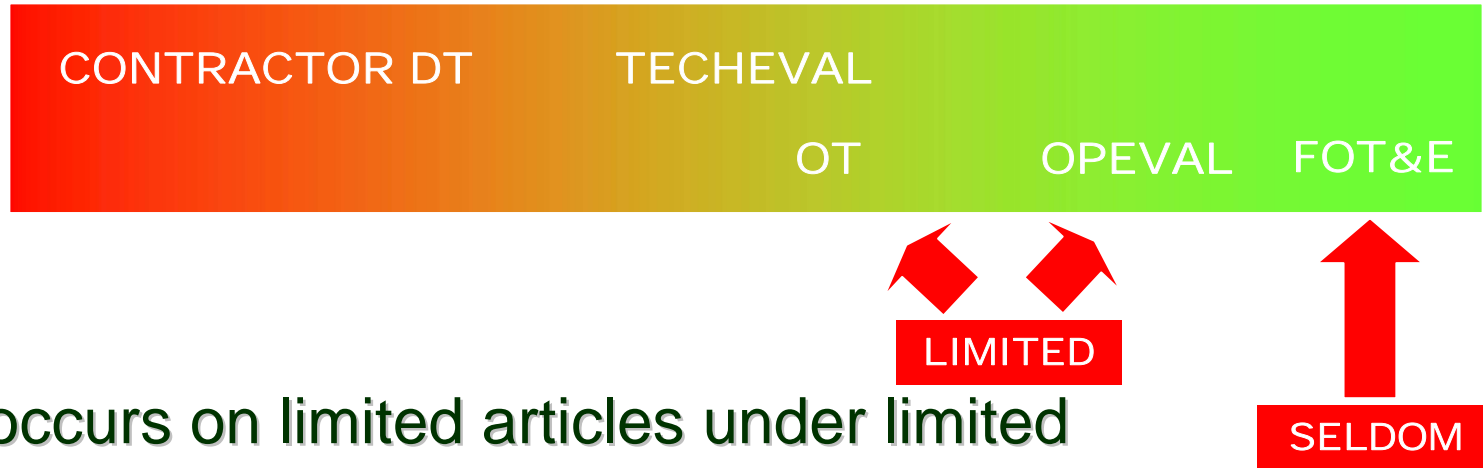 CONTRACTOR DT TECHEVAL
OT OPEVAL FOT&E
LIMITED
occurs on limited articles under limited
SELDOM